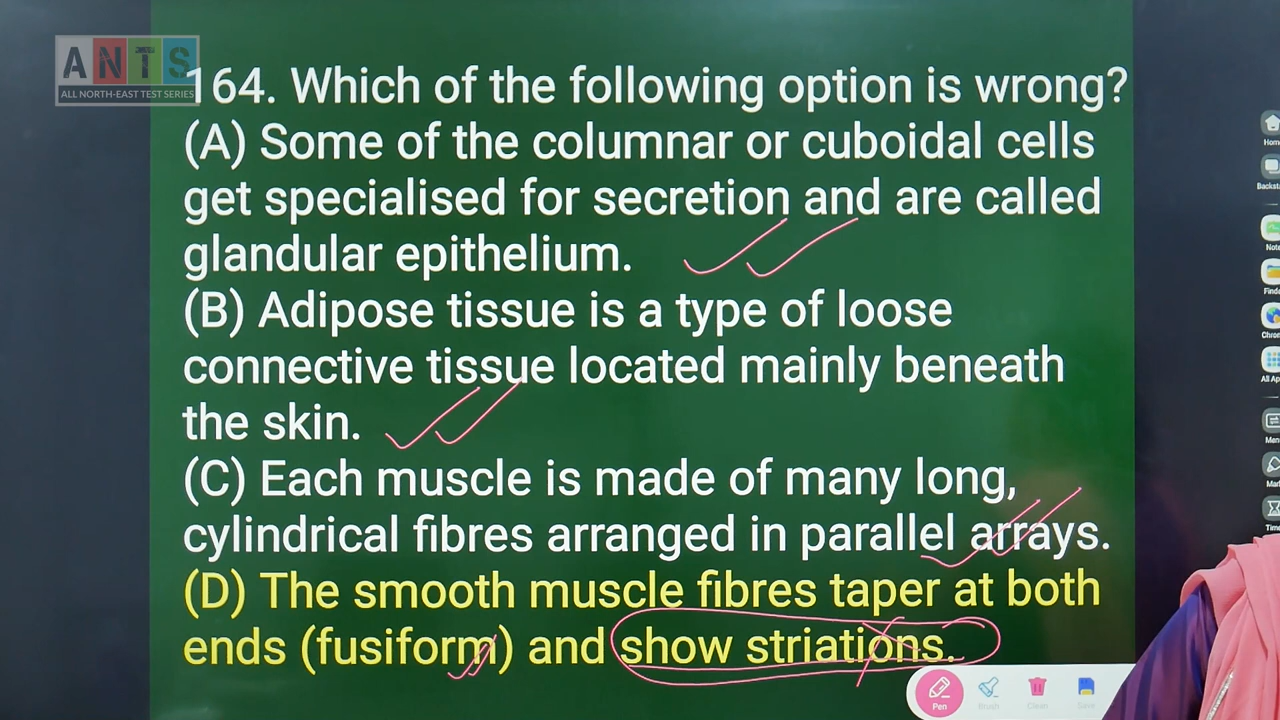 ANTS
ALL NORTH-EAST TEST SERIES
164. Which of the following option is wrong?
(A) Some of the columnar or cuboidal cells
get specialised for secretion and are called
glandular epithelium.
(B) Adipose tissue is a type of loose
connective tissue located mainly beneath
the skin.
(C) Each muscle is made of many long,
cylindrical fibres arranged in parallel arrays.
(D) The smooth muscle fibres taper at both
ends (fusiform) and show striations.
Pen Brush Clean Save